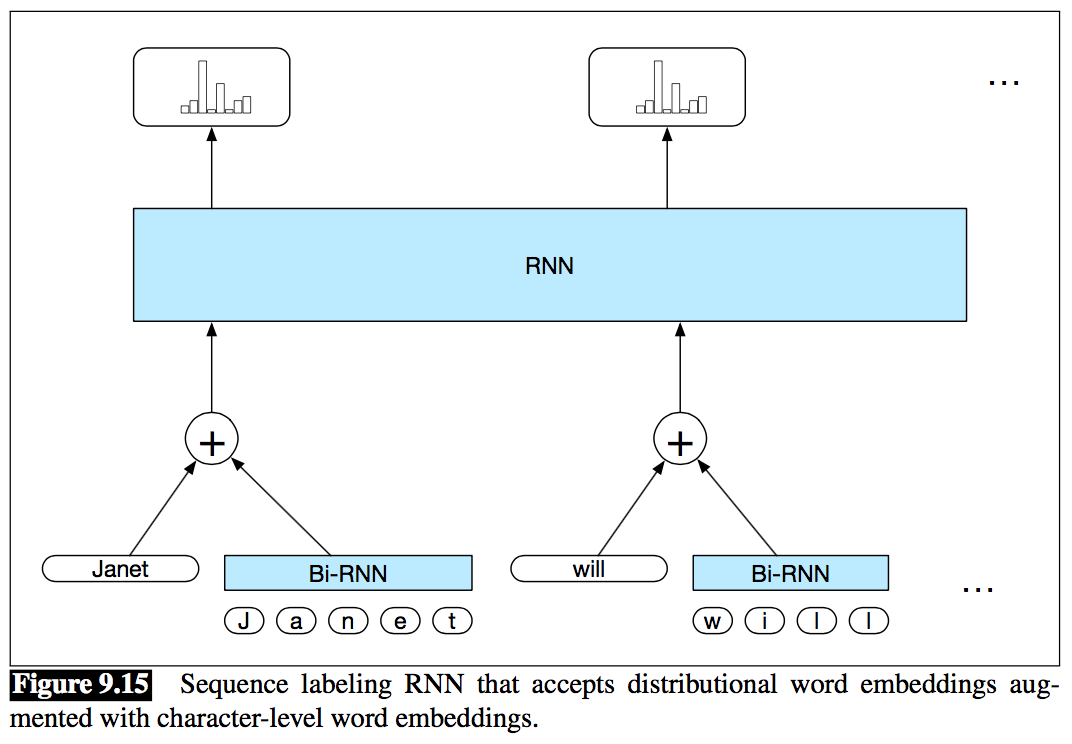 ...
RNN
+ +
Janet Bi-RNN will Bi-RNN ...
J a n e t w i l l
Figure 9.15 Sequence labeling RNN that accepts distributional word embeddings aug-
mented with character-level word embeddings.